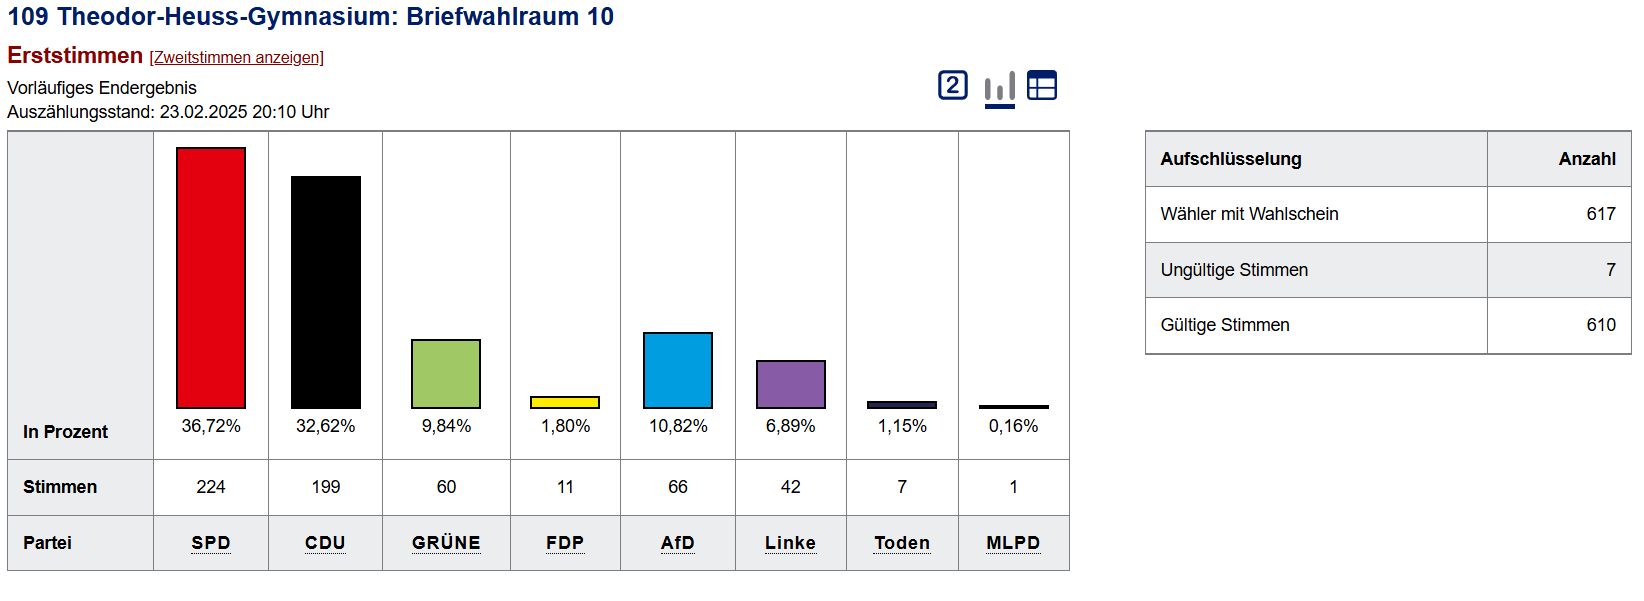 109 Theodor-Heuss-Gymnasium: Briefwahlraum 10
Erststimmen [Zweitstimmen anzeigen]
Vorläufiges Endergebnis
Auszählungsstand: 23.02.2025 20:10 Uhr
2
In Prozent 36,72% 32,62% 9,84% 1,80% 10,82% 6,89% 1,15% 0,16%
Stimmen 224 199 60 11 66 42 7 1
Partei SPD CDU GRÜNE FDP AfD Linke Toden MLPD
Aufschlüsselung Anzahl
Wähler mit Wahlschein 617
Ungültige Stimmen 7
Gültige Stimmen 610